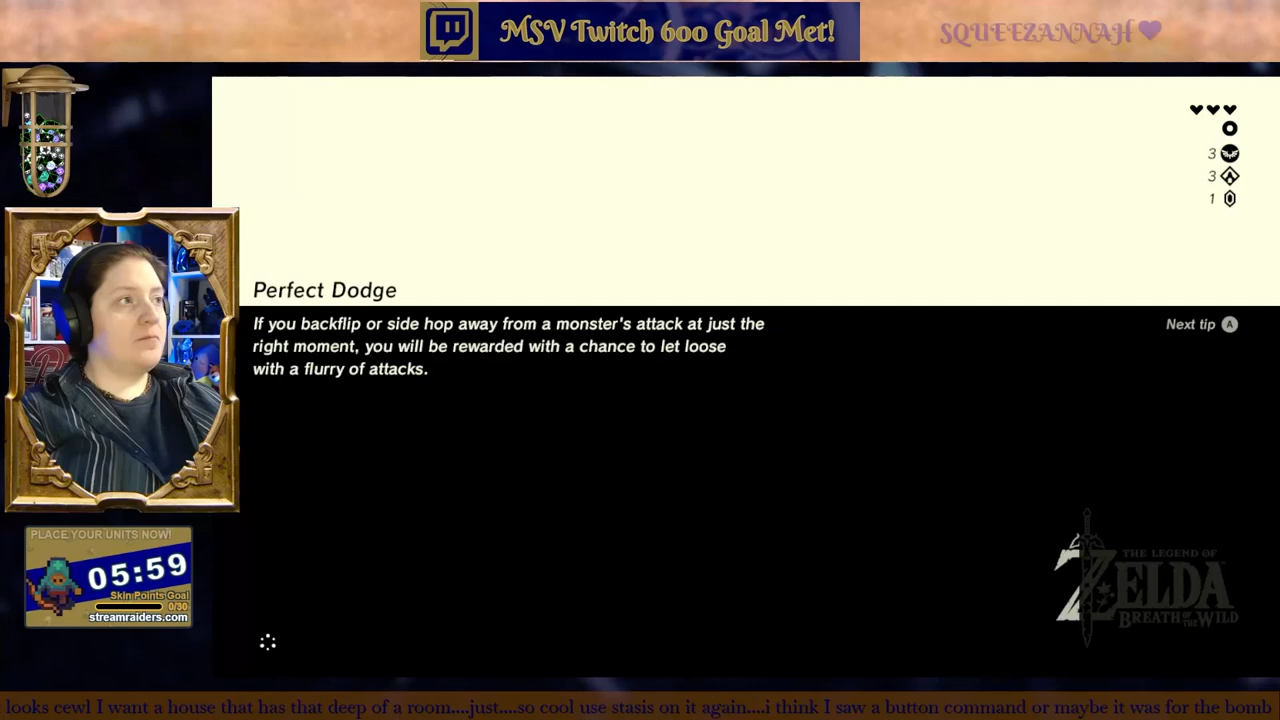 MSV Twitch 600 Goal Met!
SQUEEZANNAH
3
3
1
Perfect Dodge
If you backflip or side hop away from a monster's attack at just the
right moment, you will be rewarded with a chance to let loose
with a flurry of attacks.
Next tip A
PLACE YOUR UNITS NOW!
05:59
Skin Points Goal
0/30
streamraiders.com
THE LEGEND OF
ZELDA
BREATH OF THE WILD
looks cewl I want a house that has that deep of a room....just....so cool use stasis on it again....i think I saw a button command or maybe it was for the bomb